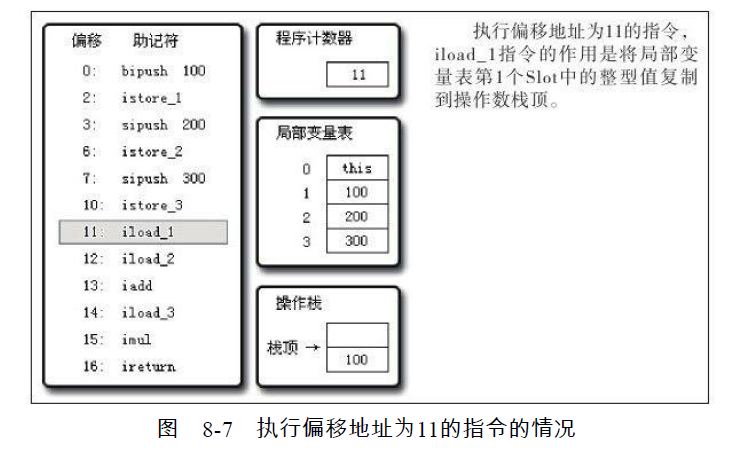 偏移 助记符
0: bipush 100
2: istore_1
3: sipush 200
6: istore_2
7: sipush 300
10: istore_3
11: iload_1
12: iload_2
13: iadd
14: iload_3
15: imul
16: ireturn
程序计数器
11
局部变量表
0 this
1 100
2 200
3 300
操作栈
栈顶 →
100
执行偏移地址为11的指令，
iload_1指令的作用是将局部变
量表第1个Slot中的整型值复制
到操作数栈顶。
图 8-7 执行偏移地址为11的指令的情况